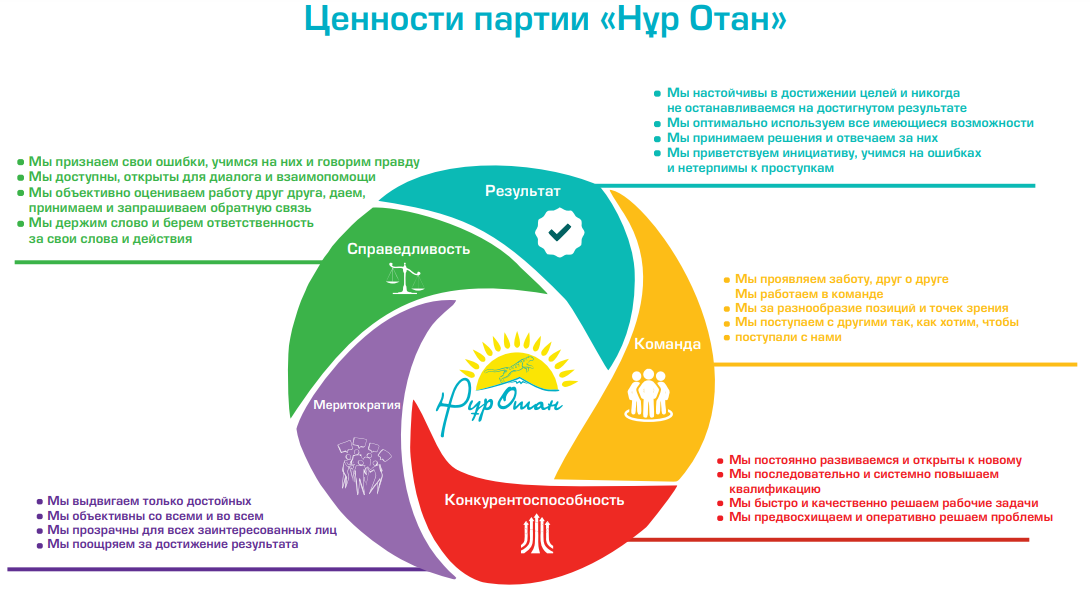 Ценности партии «Нұр Отан»
• Мы настойчивы в достижении целей и никогда
не останавливаемся на достигнутом результате
• Мы оптимально используем все имеющиеся возможности
• Мы принимаем решения и отвечаем за них
• Мы приветствуем инициативу, учимся на ошибках
и нетерпимы к проступкам
• Мы признаем свои ошибки, учимся на них и говорим правду
• Мы доступны, открыты для диалога и взаимопомощи
• Мы объективно оцениваем работу друг друга, даем,
принимаем и запрашиваем обратную связь
• Мы держим слово и берем ответственность
за свои слова и действия
Результат
Справедливость
• Мы проявляем заботу, друг о друге
Мы работаем в команде
• Мы за разнообразие позиций и точек зрения
• Мы поступаем с другими так, как хотим, чтобы
• поступали с нами
Команда
Нұр Отан
Меритократия
• Мы постоянно развиваемся и открыты к новому
• Мы последовательно и системно повышаем
квалификацию
• Мы быстро и качественно решаем рабочие задачи
• Мы предвосхищаем и оперативно решаем проблемы
Конкурентоспособность
• Мы выдвигаем только достойных
• Мы объективны со всеми и во всем
• Мы прозрачны для всех заинтересованных лиц
• Мы поощряем за достижение результата